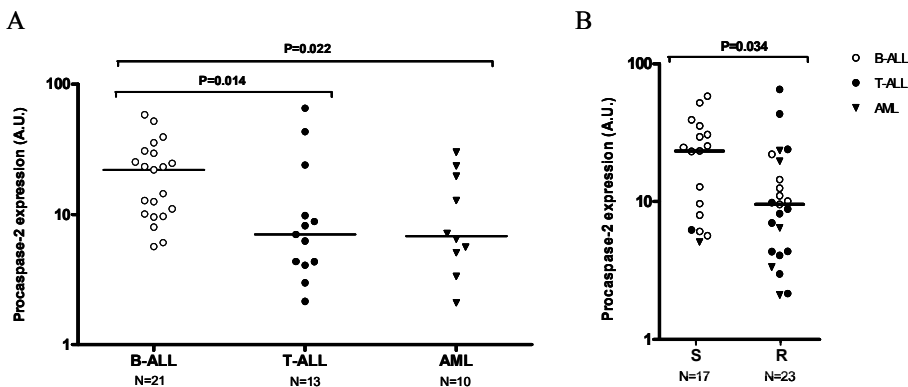 A
P=0.022
P=0.014
Procaspase-2 expression (A.U.)
100
10
1
B-ALL
T-ALL
AML
N=21
N=13
N=10
B
P=0.034
Procaspase-2 expression (A.U.)
100
10
1
S
R
N=17
N=23
B-ALL
T-ALL
AML